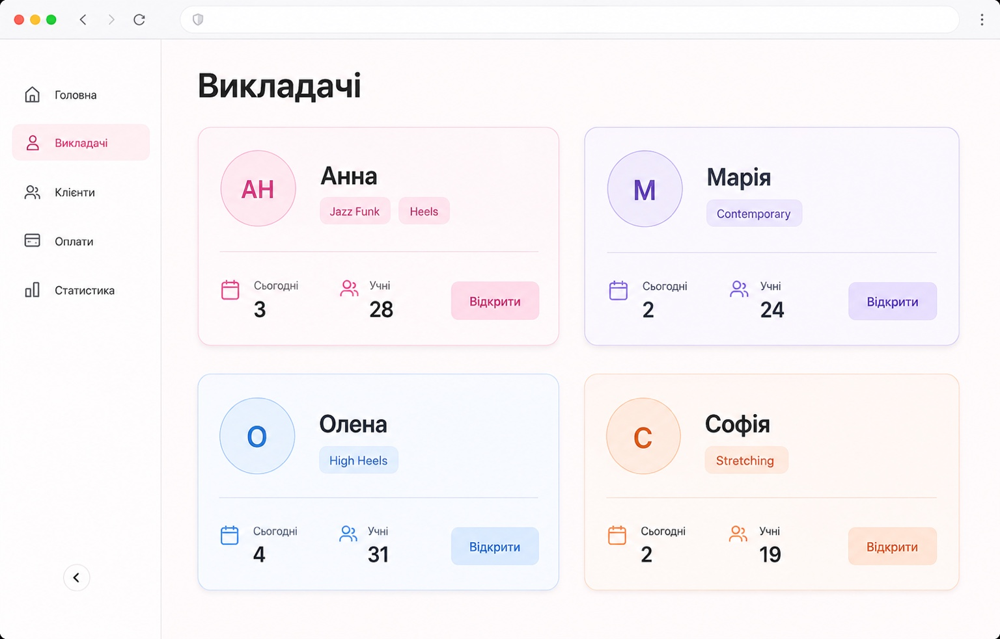 Викладачі
Головна
Викладачі
Клієнти
Оплати
Статистика
АН
Анна
Jazz Funk
Heels
Сьогодні
3
Учні
28
Відкрити
М
Марія
Contemporary
Сьогодні
2
Учні
24
Відкрити
О
Олена
High Heels
Сьогодні
4
Учні
31
Відкрити
С
Софія
Stretching
Сьогодні
2
Учні
19
Відкрити